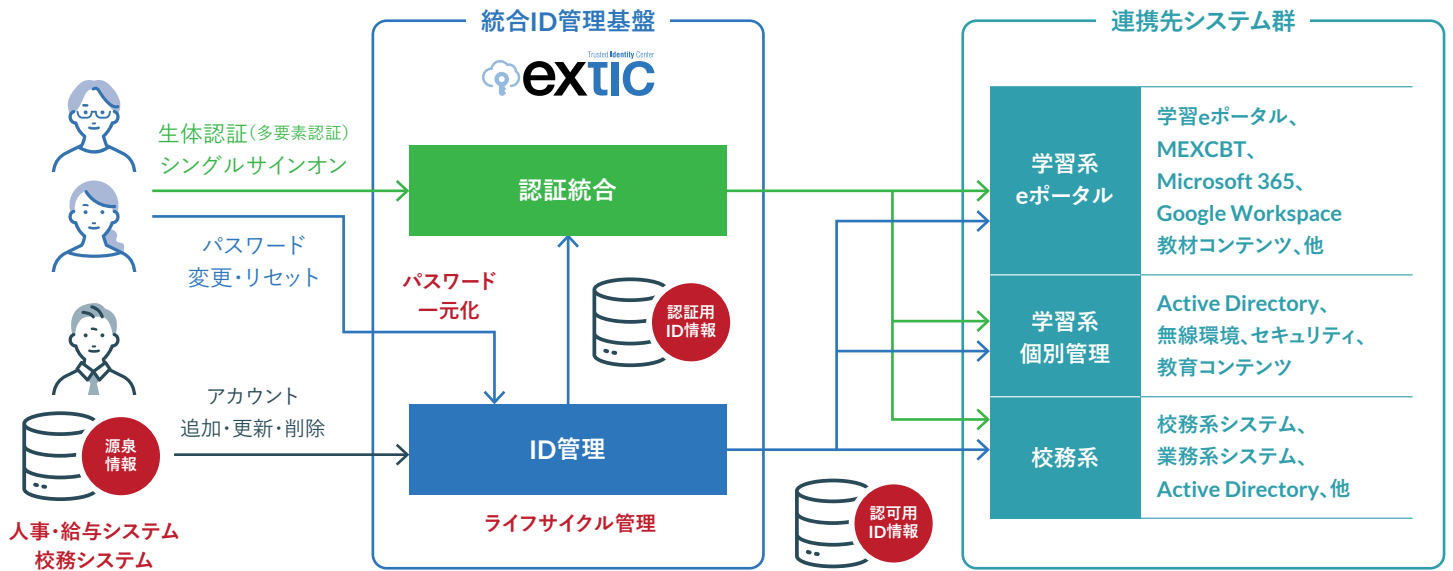 統合ID管理基盤
Trusted Identity Center
extic
生体認証(多要素認証)
シングルサインオン
パスワード
変更・リセット
アカウント
追加・更新・削除
源泉
情報
人事・給与システム
校務システム
認証統合
パスワード
一元化
認証用
ID情報
ID管理
ライフサイクル管理
認可用
ID情報
連携先システム群
学習系
eポータル
学習eポータル、
MEXCBT、
Microsoft 365、
Google Workspace
教材コンテンツ、他
学習系
個別管理
Active Directory、
無線環境、セキュリティ、
教育コンテンツ
校務系
校務系システム、
業務系システム、
Active Directory、他